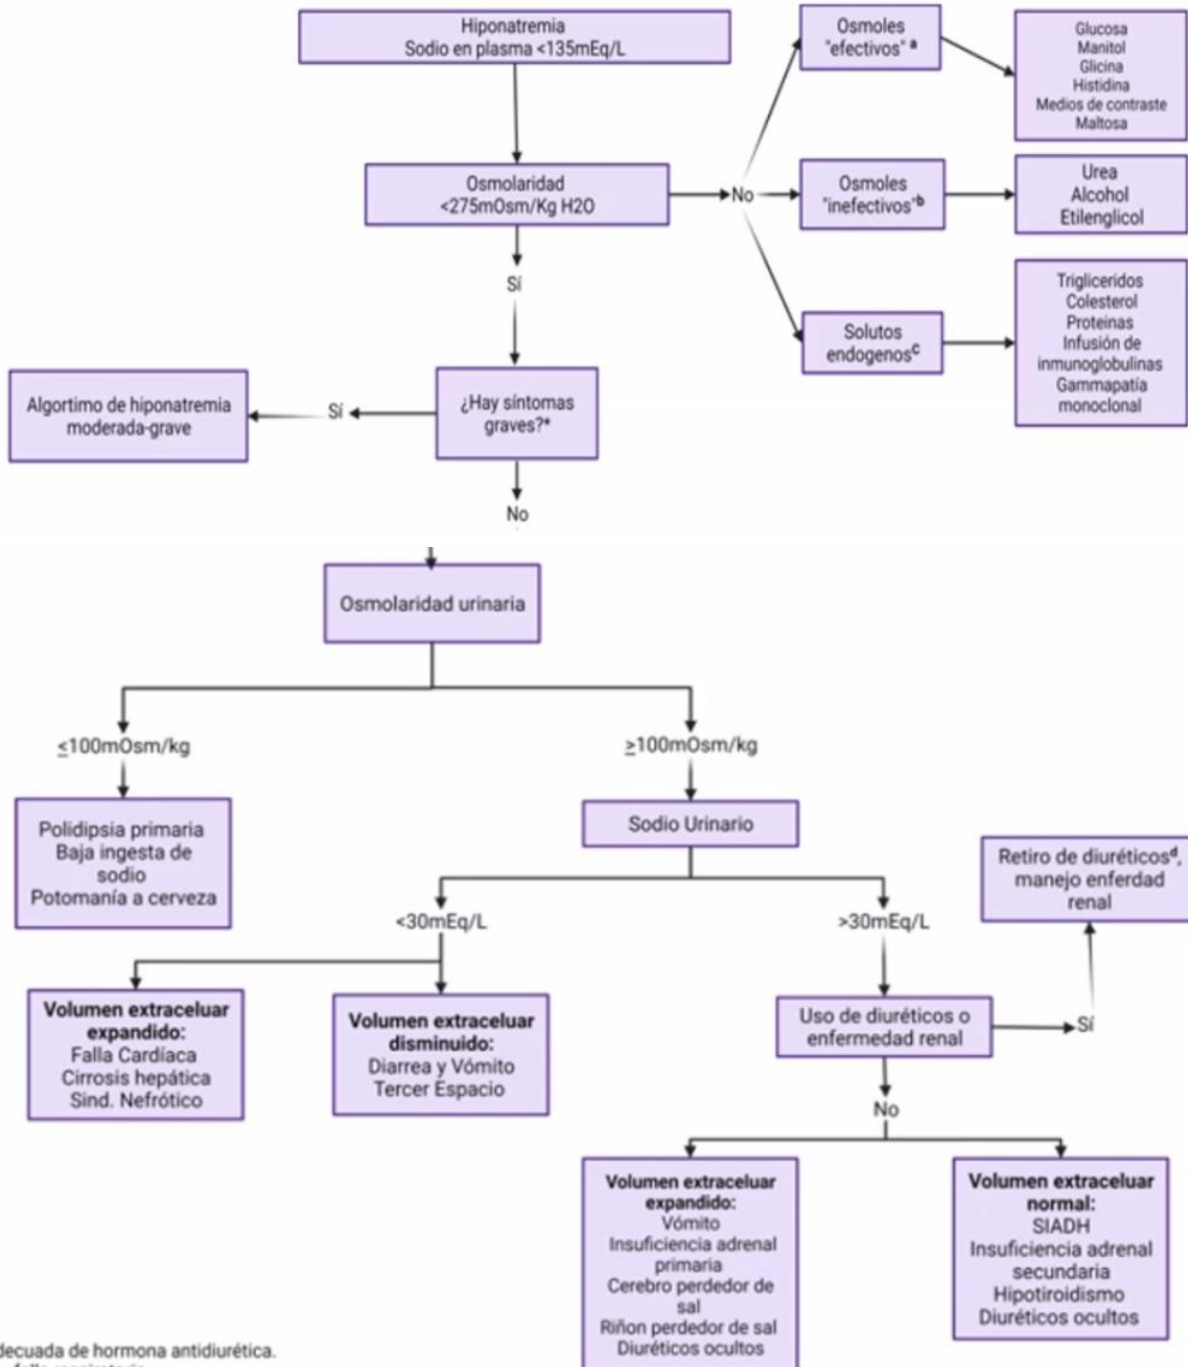 Hiponatremia
Sodio en plasma <135mEq/L
Osmoles
"efectivos" a
Glucosa
Manitol
Glicina
Histidina
Medios de contraste
Maltosa
Osmolaridad
<275mOsm/Kg H2O
No
Osmoles
"inefectivos"b
Urea
Alcohol
Etilenglicol
Sí
Solutos
endogenosc
Trigliceridos
Colesterol
Proteinas
Infusión de
inmunoglobulinas
Gammapatía
monoclonal
¿Hay síntomas
graves?*
Sí
Algortimo de hiponatremia
moderada-grave
No
Osmolaridad urinaria
≤100mOsm/kg
≥100mOsm/kg
Polidipsia primaria
Baja ingesta de
sodio
Potomanía a cerveza
Sodio Urinario
<30mEq/L
>30mEq/L
Retiro de diuréticosd,
manejo enferdad
renal
Volumen extraceluar
expandido:
Falla Cardíaca
Cirrosis hepática
Sind. Nefrótico
Volumen extraceluar
disminuido:
Diarrea y Vómito
Tercer Espacio
Uso de diuréticos o
enfermedad renal
Sí
No
Volumen extraceluar
expandido:
Vómito
Insuficiencia adrenal
primaria
Cerebro perdedor de
sal
Riñon perdedor de sal
Diuréticos ocultos
Volumen extraceluar
normal:
SIADH
Insuficiencia adrenal
secundaria
Hipotiroidismo
Diuréticos ocultos
decuada de hormona antidiurética.